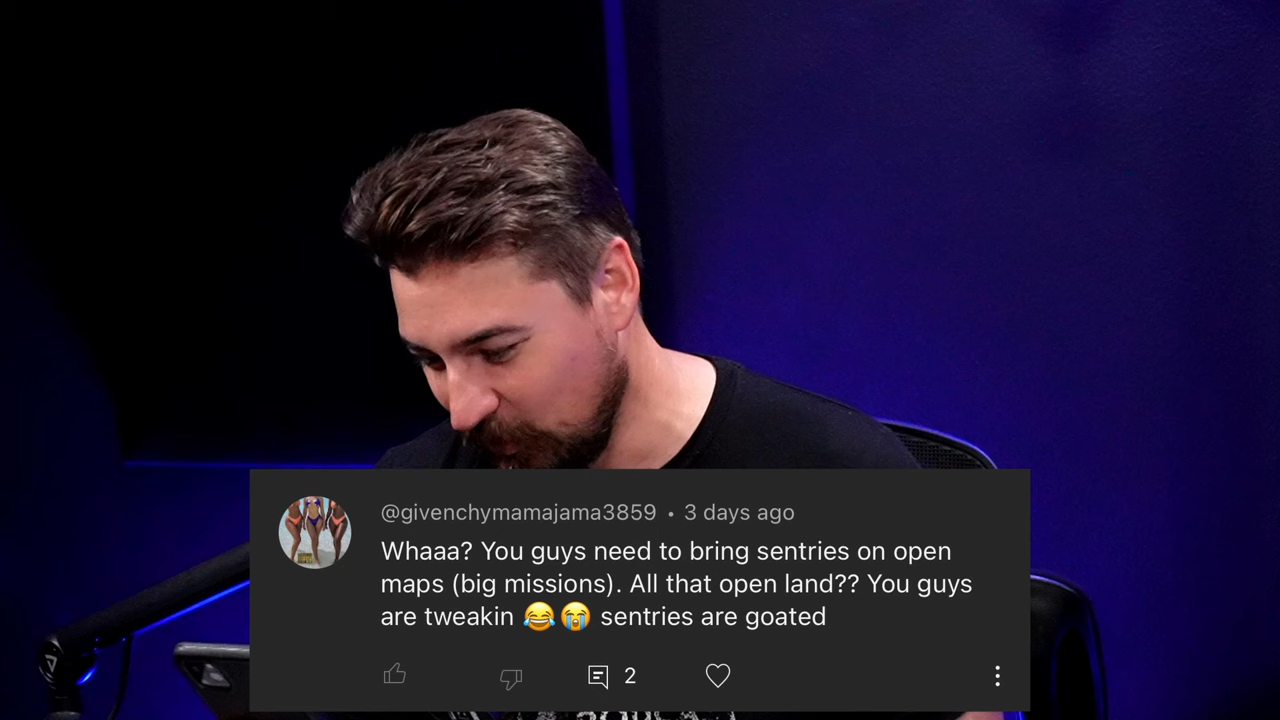 @givenchymamajama3859 • 3 days ago
Whaaa? You guys need to bring sentries on open
maps (big missions). All that open land?? You guys
are tweakin 😂😭 sentries are goated
2